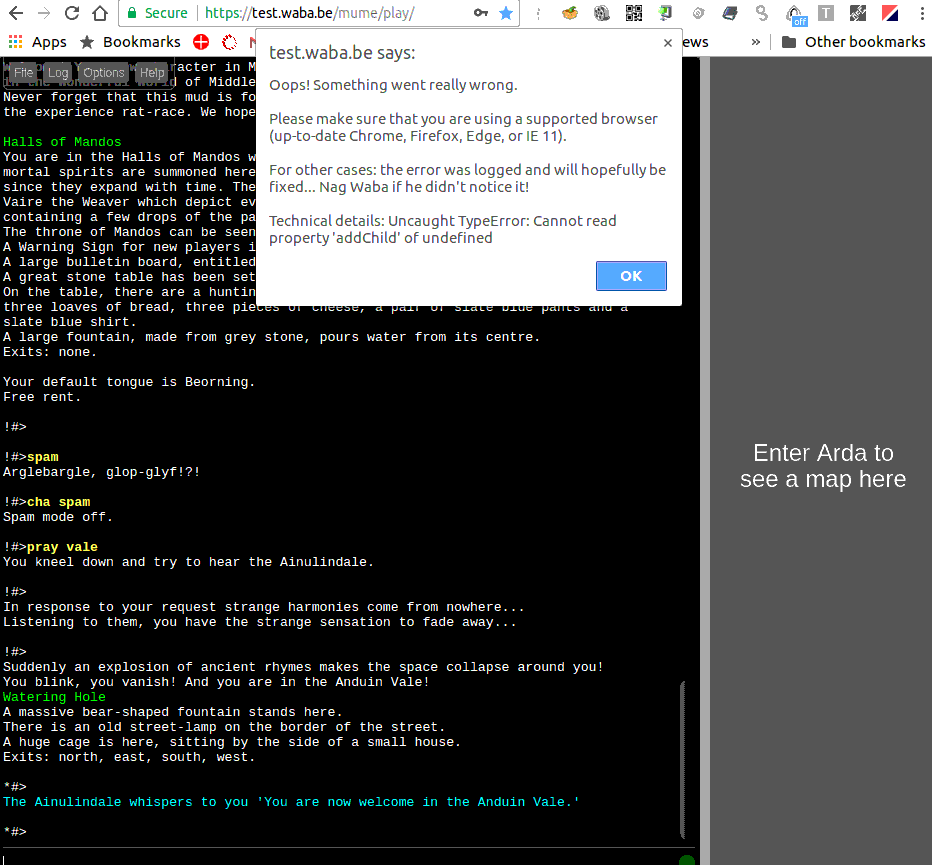 Secure https://test.waba.be/mume/play/
off
Apps Bookmarks ews » Other bookmarks
test.waba.be says:
Oops! Something went really wrong.
Please make sure that you are using a supported browser
(up-to-date Chrome, Firefox, Edge, or IE 11).
For other cases: the error was logged and will hopefully be
fixed... Nag Waba if he didn't notice it!
Technical details: Uncaught TypeError: Cannot read
property 'addChild' of undefined
OK
File Log Options Help
racter in M
of Middle
Never forget that this mud is fo
the experience rat-race. We hope
Halls of Mandos
You are in the Halls of Mandos w
mortal spirits are summoned here
since they expand with time. The
Vaire the Weaver which depict ev
containing a few drops of the pa
The throne of Mandos can be seen
A Warning Sign for new players i
A large bulletin board, entitled
A great stone table has been set
On the table, there are a huntin
three loaves of bread, three pieces of cheese, a pair of slate blue pants and a
slate blue shirt.
A large fountain, made from grey stone, pours water from its centre.
Exits: none.
Your default tongue is Beorning.
Free rent.
!#>
!#>spam
Arglebargle, glop-glyf!?!
!#>cha spam
Spam mode off.
!#>pray vale
You kneel down and try to hear the Ainulindale.
!#>
In response to your request strange harmonies come from nowhere...
Listening to them, you have the strange sensation to fade away...
!#>
Suddenly an explosion of ancient rhymes makes the space collapse around you!
You blink, you vanish! And you are in the Anduin Vale!
Watering Hole
A massive bear-shaped fountain stands here.
There is an old street-lamp on the border of the street.
A huge cage is here, sitting by the side of a small house.
Exits: north, east, south, west.
*#>
The Ainulindale whispers to you 'You are now welcome in the Anduin Vale.'
*#>
Enter Arda to
see a map here